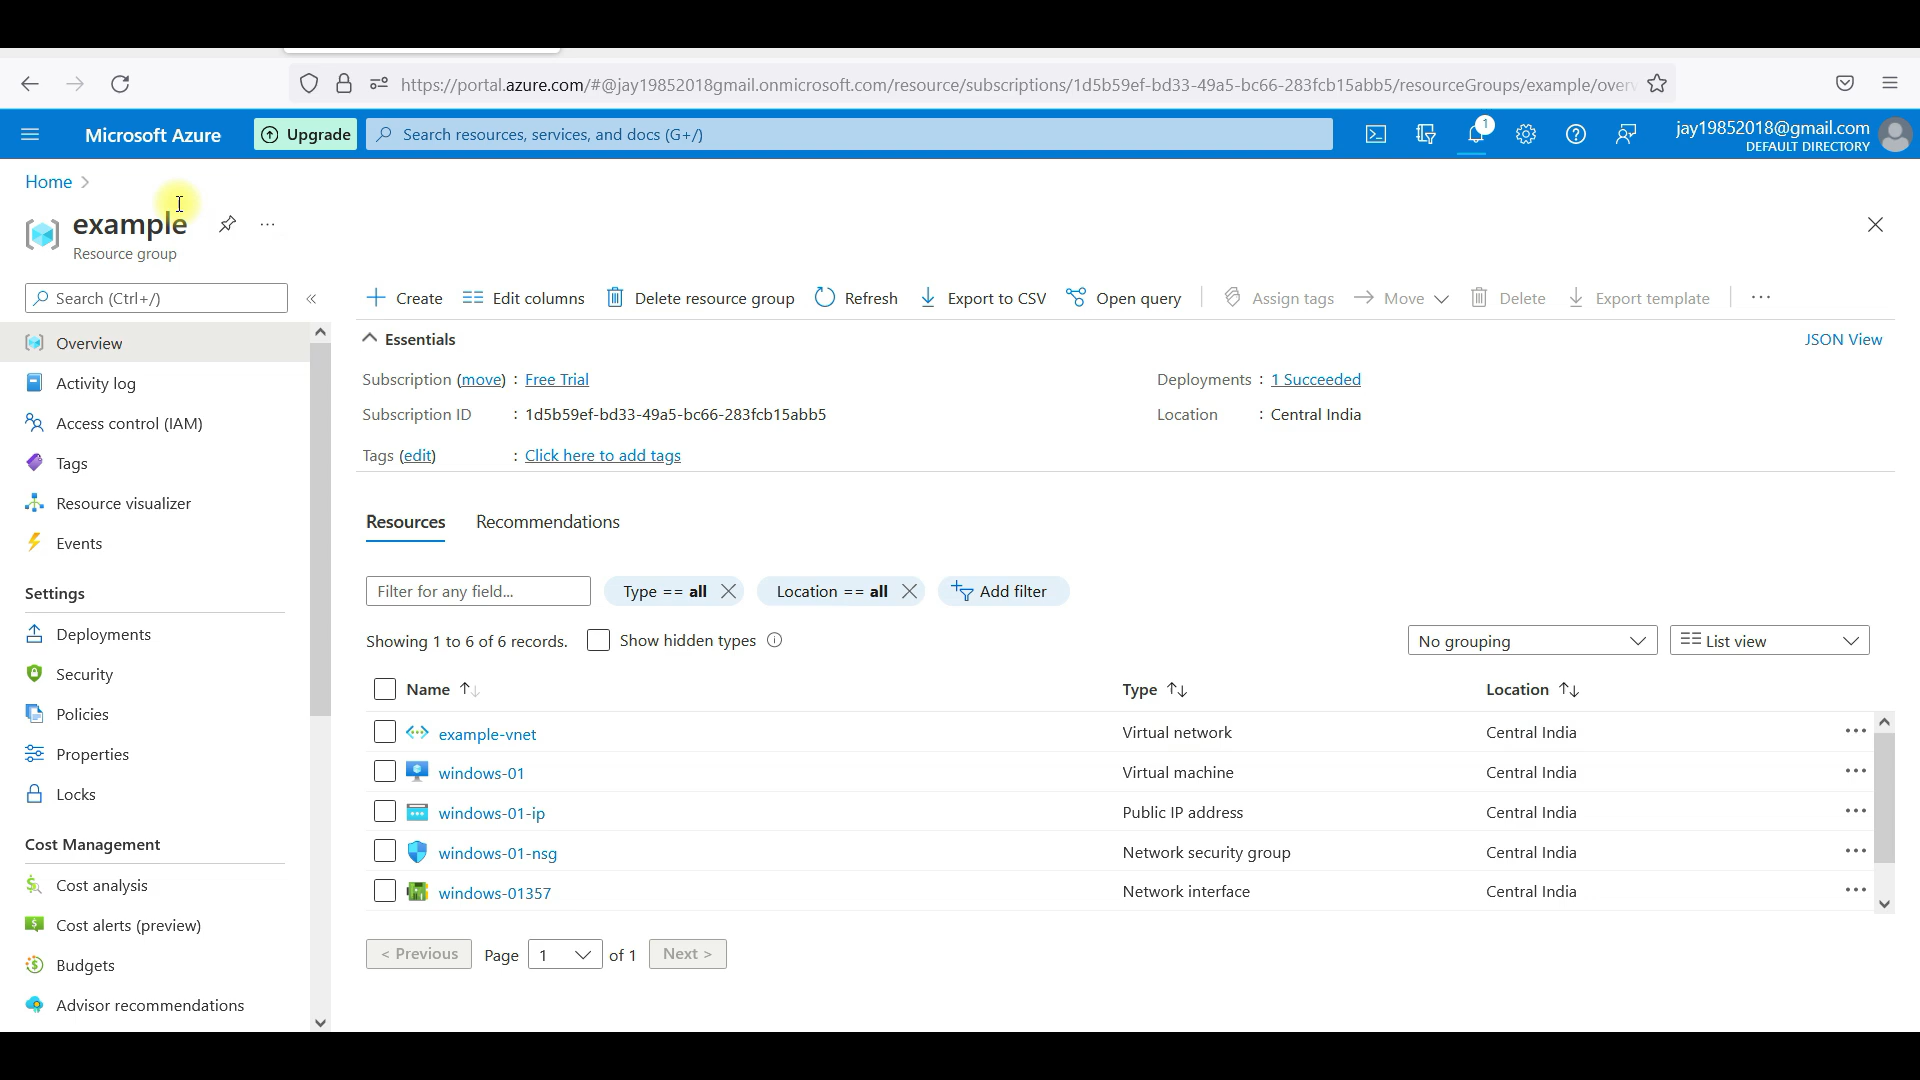 https://portal.azure.com/#@jay19852018gmail.onmicrosoft.com/resource/subscriptions/1d5b59ef-bd33-49a5-bc66-283fcb15abb5/resourceGroups/example/over
Microsoft Azure Upgrade Search resources, services, and docs (G+/) 1 jay19852018@gmail.com
DEFAULT DIRECTORY
Home
example ...
Resource group
Search (Ctrl+/) «
Create Edit columns Delete resource group Refresh Export to CSV Open query Assign tags Move Delete Export template ...
Overview
Activity log
Access control (IAM)
Tags
Resource visualizer
Events
Settings
Deployments
Security
Policies
Properties
Locks
Cost Management
Cost analysis
Cost alerts (preview)
Budgets
Advisor recommendations
Essentials JSON View
Subscription (move) : Free Trial Deployments : 1 Succeeded
Subscription ID : 1d5b59ef-bd33-49a5-bc66-283fcb15abb5 Location : Central India
Tags (edit) : Click here to add tags
Resources Recommendations
Filter for any field... Type == all Location == all Add filter
Showing 1 to 6 of 6 records. Show hidden types No grouping List view
Name Type Location
example-vnet Virtual network Central India ...
windows-01 Virtual machine Central India ...
windows-01-ip Public IP address Central India ...
windows-01-nsg Network security group Central India ...
windows-01357 Network interface Central India ...
< Previous Page 1 of 1 Next >